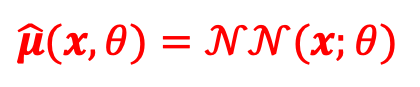 𝝁̂(𝒙, 𝜃) = 𝒩𝒩(𝒙; 𝜃)